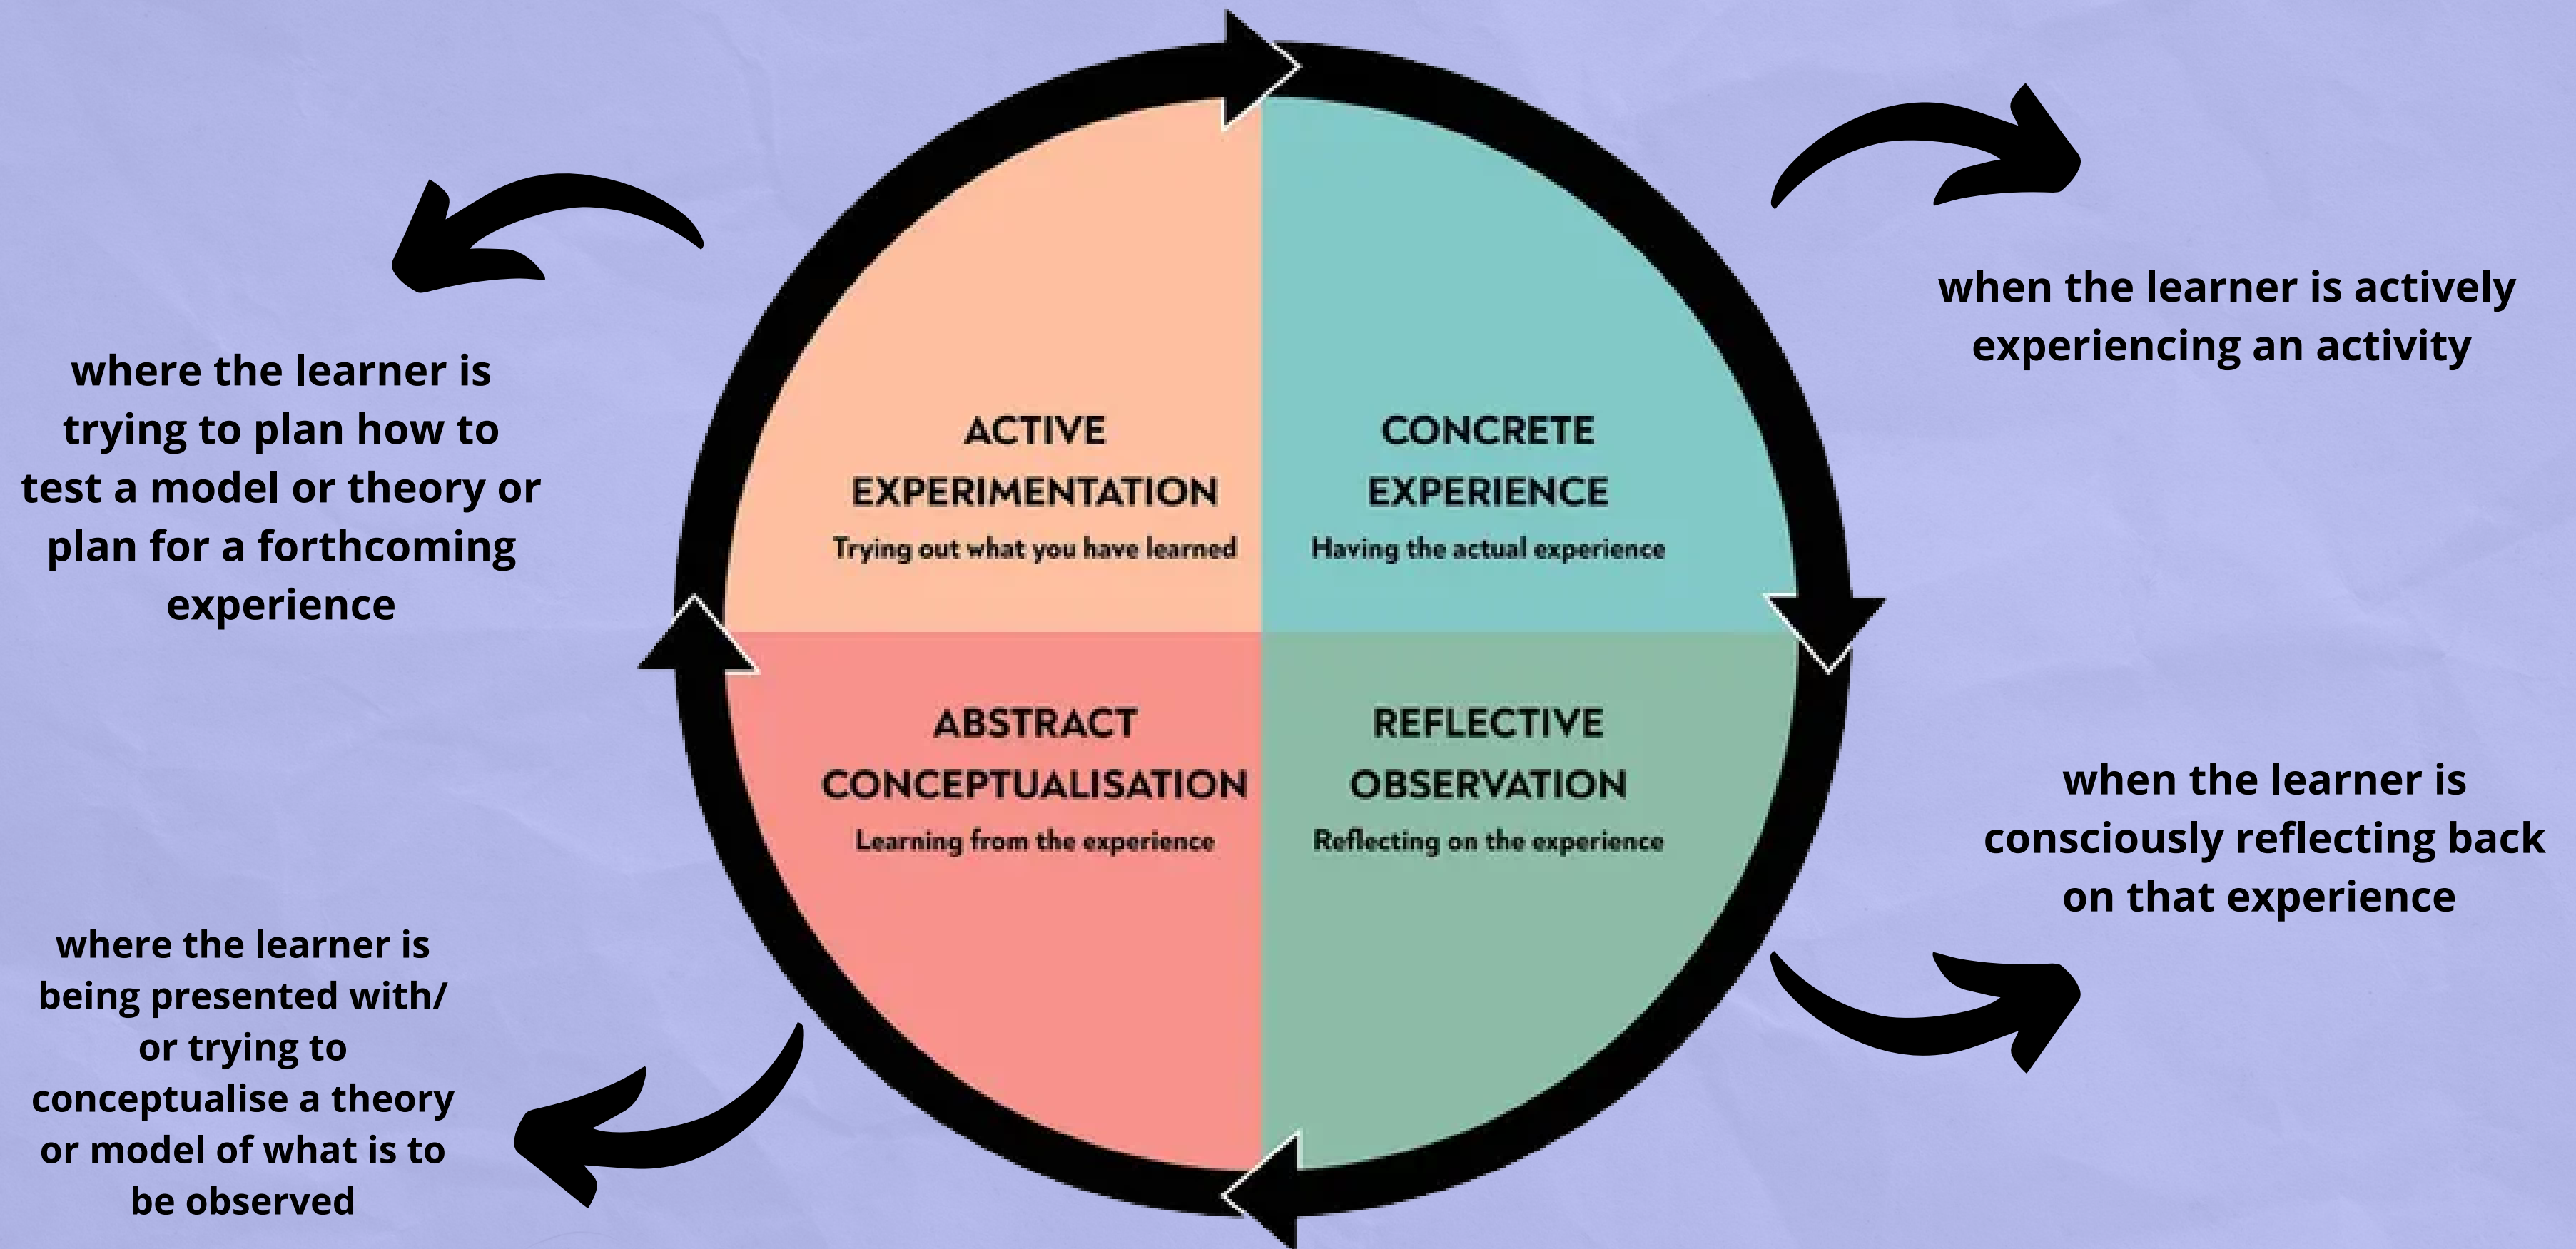 ACTIVE
EXPERIMENTATION
Trying out what you have learned
CONCRETE
EXPERIENCE
Having the actual experience
REFLECTIVE
OBSERVATION
Reflecting on the experience
ABSTRACT
CONCEPTUALISATION
Learning from the experience
when the learner is actively
experiencing an activity
when the learner is
consciously reflecting back
on that experience
where the learner is
being presented with/
or trying to
conceptualise a theory
or model of what is to
be observed
where the learner is
trying to plan how to
test a model or theory or
plan for a forthcoming
experience